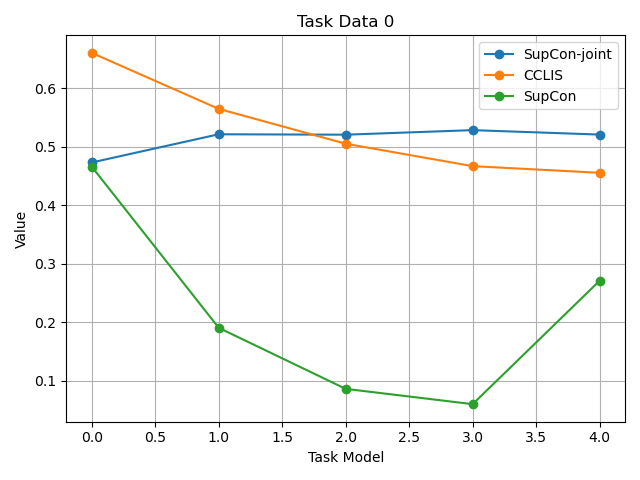 Task Data 0
SupCon-joint
CCLIS
SupCon
Value
0.6
0.5
0.4
0.3
0.2
0.1
0.0 0.5 1.0 1.5 2.0 2.5 3.0 3.5 4.0
Task Model